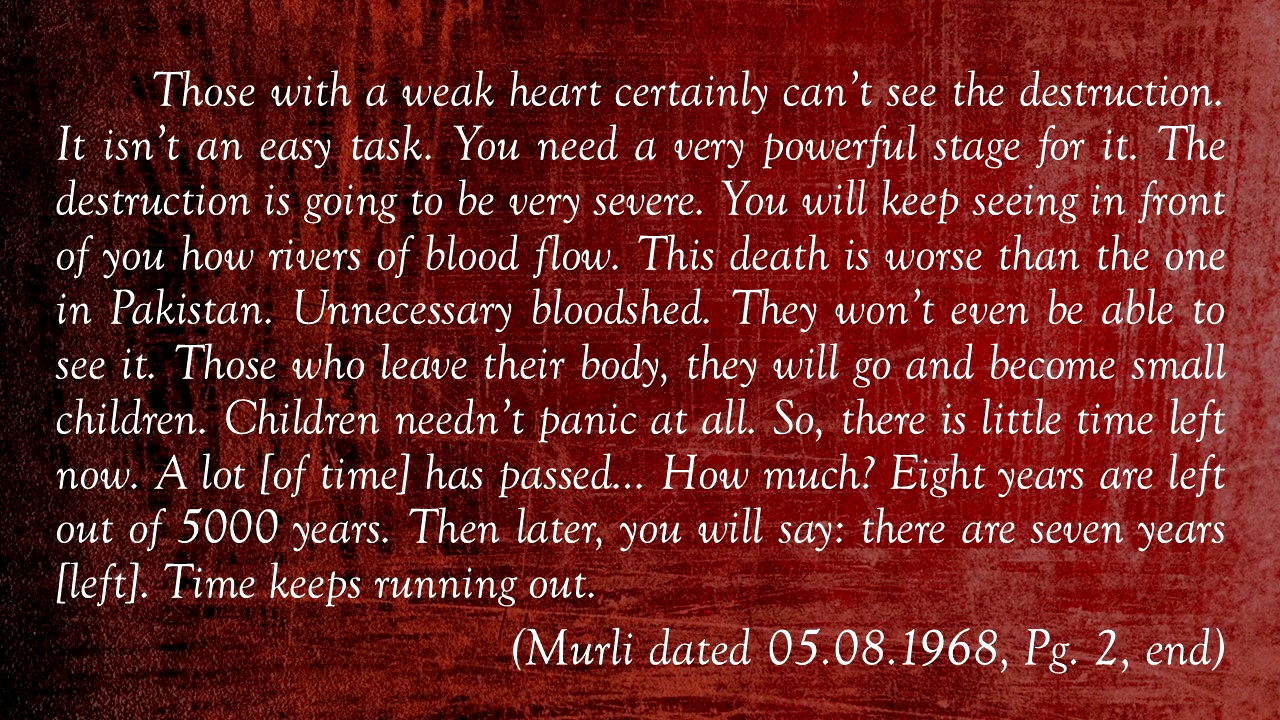 Those with a weak heart certainly can’t see the destruction.
It isn’t an easy task. You need a very powerful stage for it. The
destruction is going to be very severe. You will keep seeing in front
of you how rivers of blood flow. This death is worse than the one
in Pakistan. Unnecessary bloodshed. They won’t even be able to
see it. Those who leave their body, they will go and become small
children. Children needn’t panic at all. So, there is little time left
now. A lot [of time] has passed... How much? Eight years are left
out of 5000 years. Then later, you will say: there are seven years
[left]. Time keeps running out.
(Murli dated 05.08.1968, Pg. 2, end)